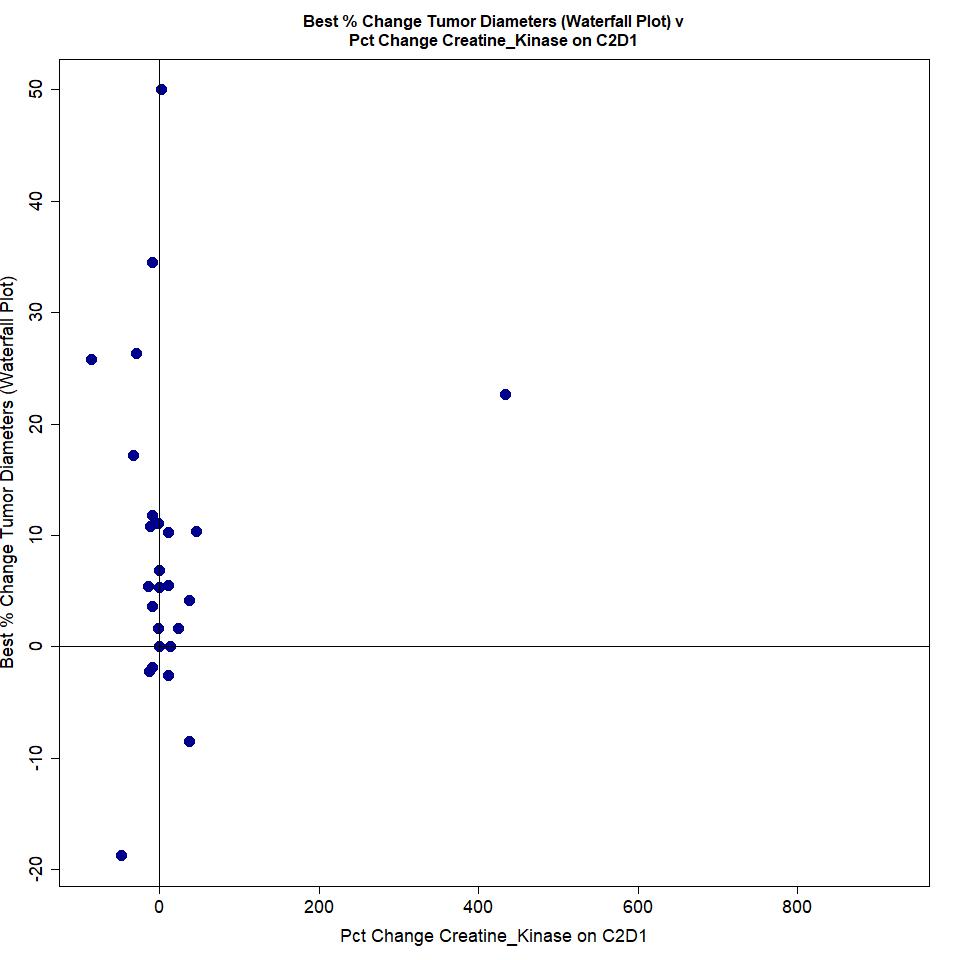 Best % Change Tumor Diameters (Waterfall Plot) v
Pct Change Creatine_Kinase on C2D1
Best % Change Tumor Diameters (Waterfall Plot)
50
40
30
20
10
0
-10
-20
0 200 400 600 800
Pct Change Creatine_Kinase on C2D1